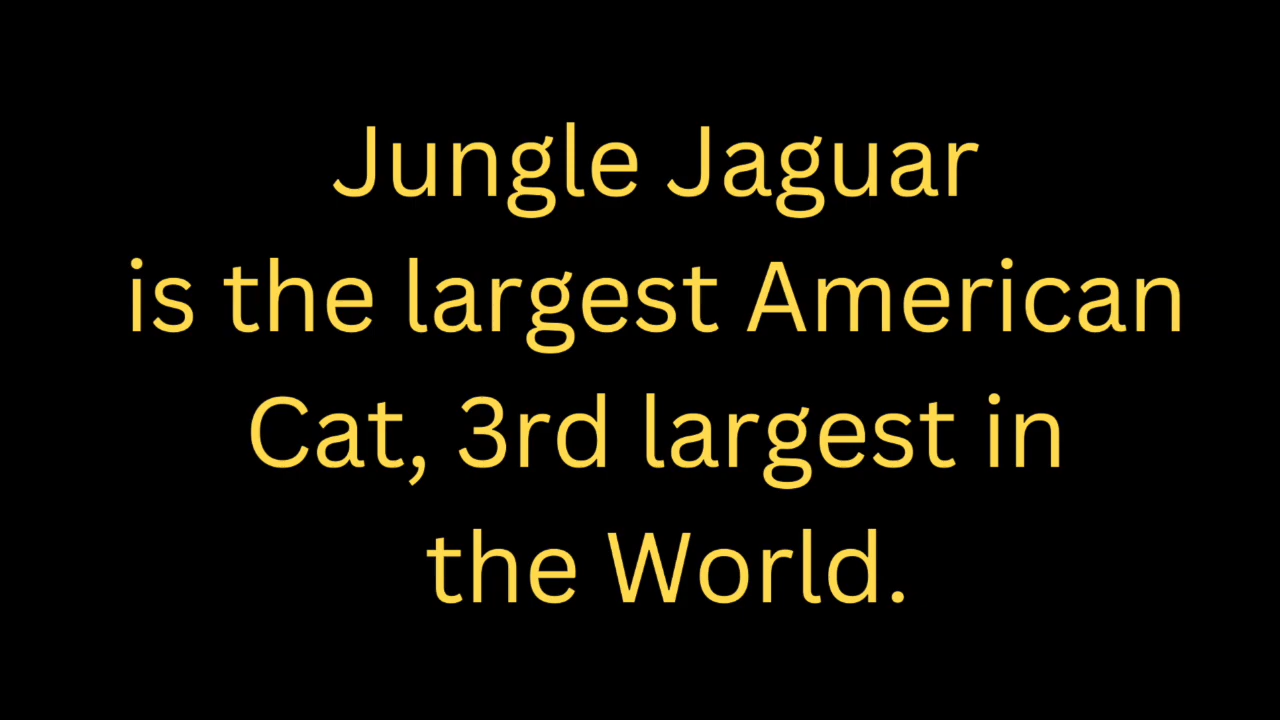 Jungle Jaguar
is the largest American
Cat, 3rd largest in
the World.